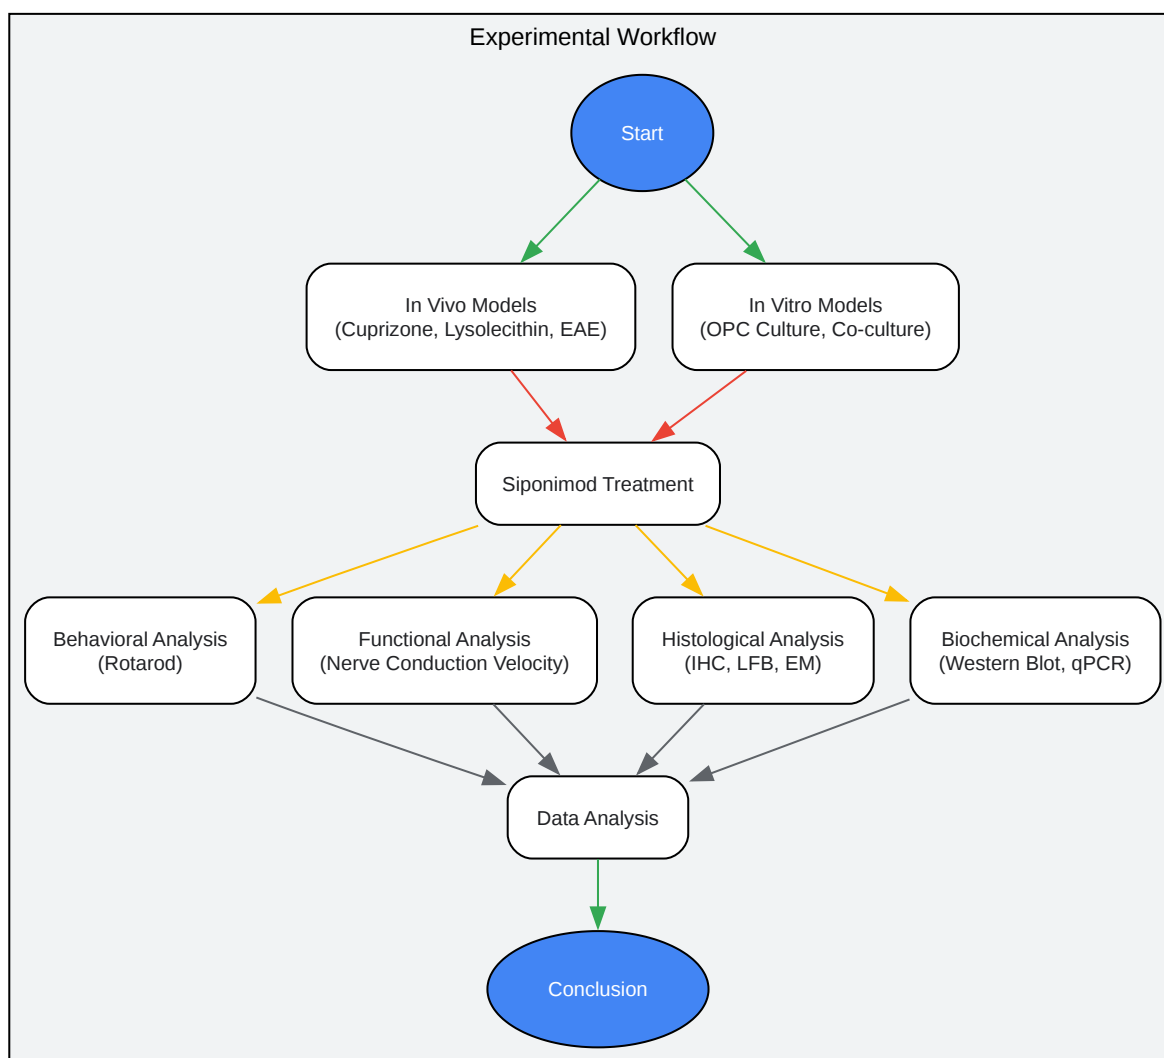 Experimental Workflow
Start
In Vivo Models
(Cuprizone, Lysolecithin, EAE)
In Vitro Models
(OPC Culture, Co-culture)
Siponimod Treatment
Behavioral Analysis
(Rotarod)
Functional Analysis
(Nerve Conduction Velocity)
Histological Analysis
(IHC, LFB, EM)
Biochemical Analysis
(Western Blot, qPCR)
Data Analysis
Conclusion